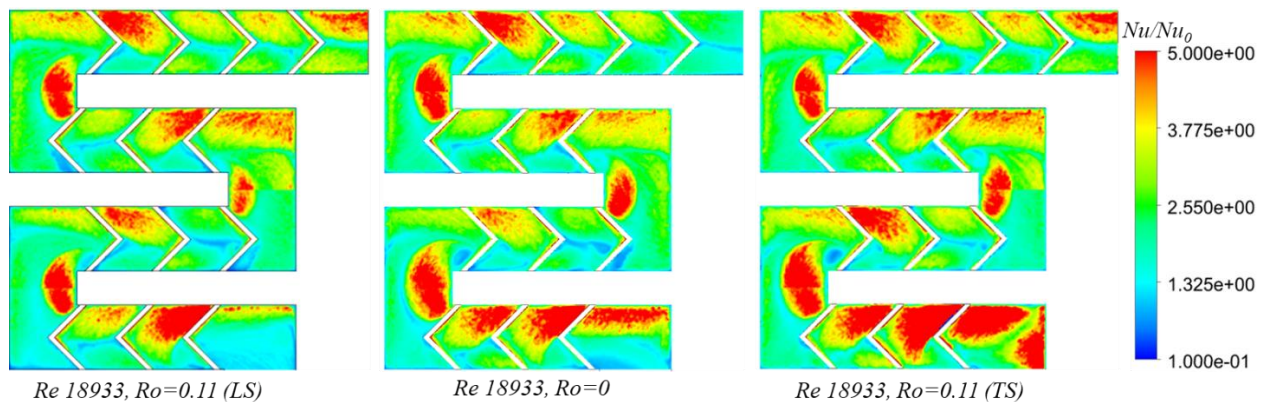 Nu/Nu0
5.000e+00
3.775e+00
2.550e+00
1.325e+00
1.000e-01
Re 18933, Ro=0.11 (LS)
Re 18933, Ro=0
Re 18933, Ro=0.11 (TS)